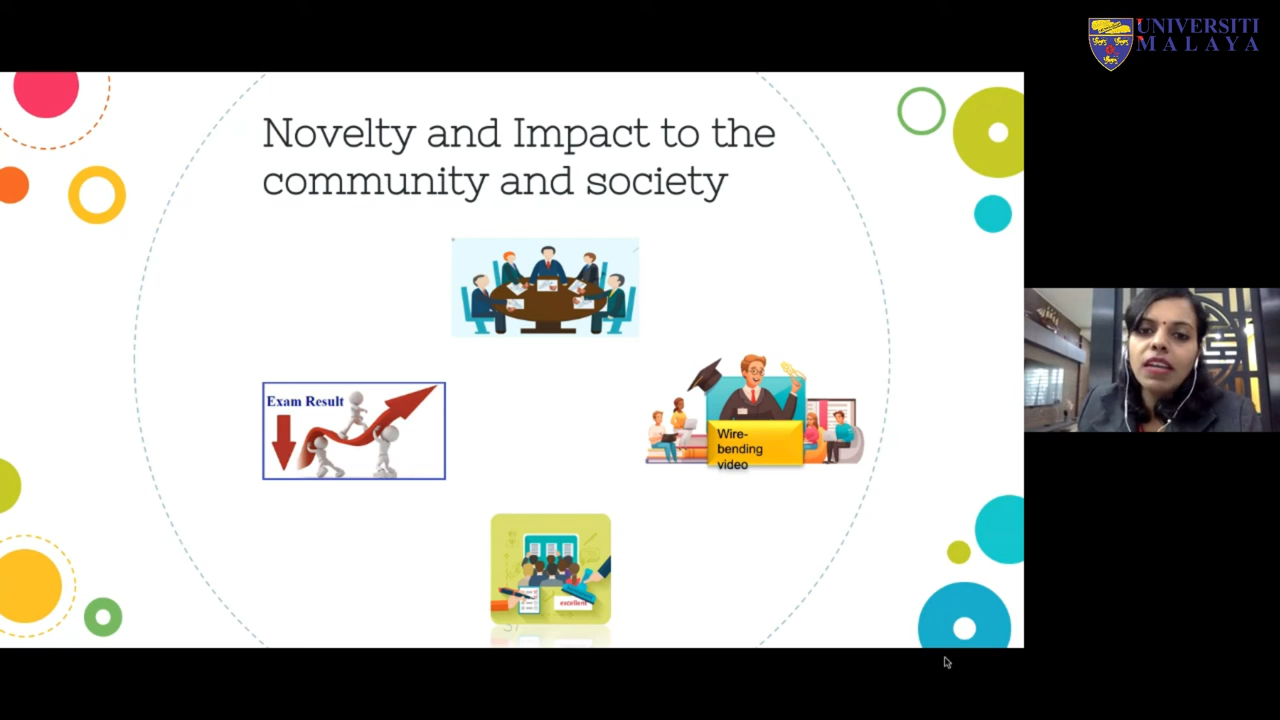 UNIVERSITI
MALAYA
Novelty and Impact to the
community and society
Exam Result
Wire-
bending
video
excellent